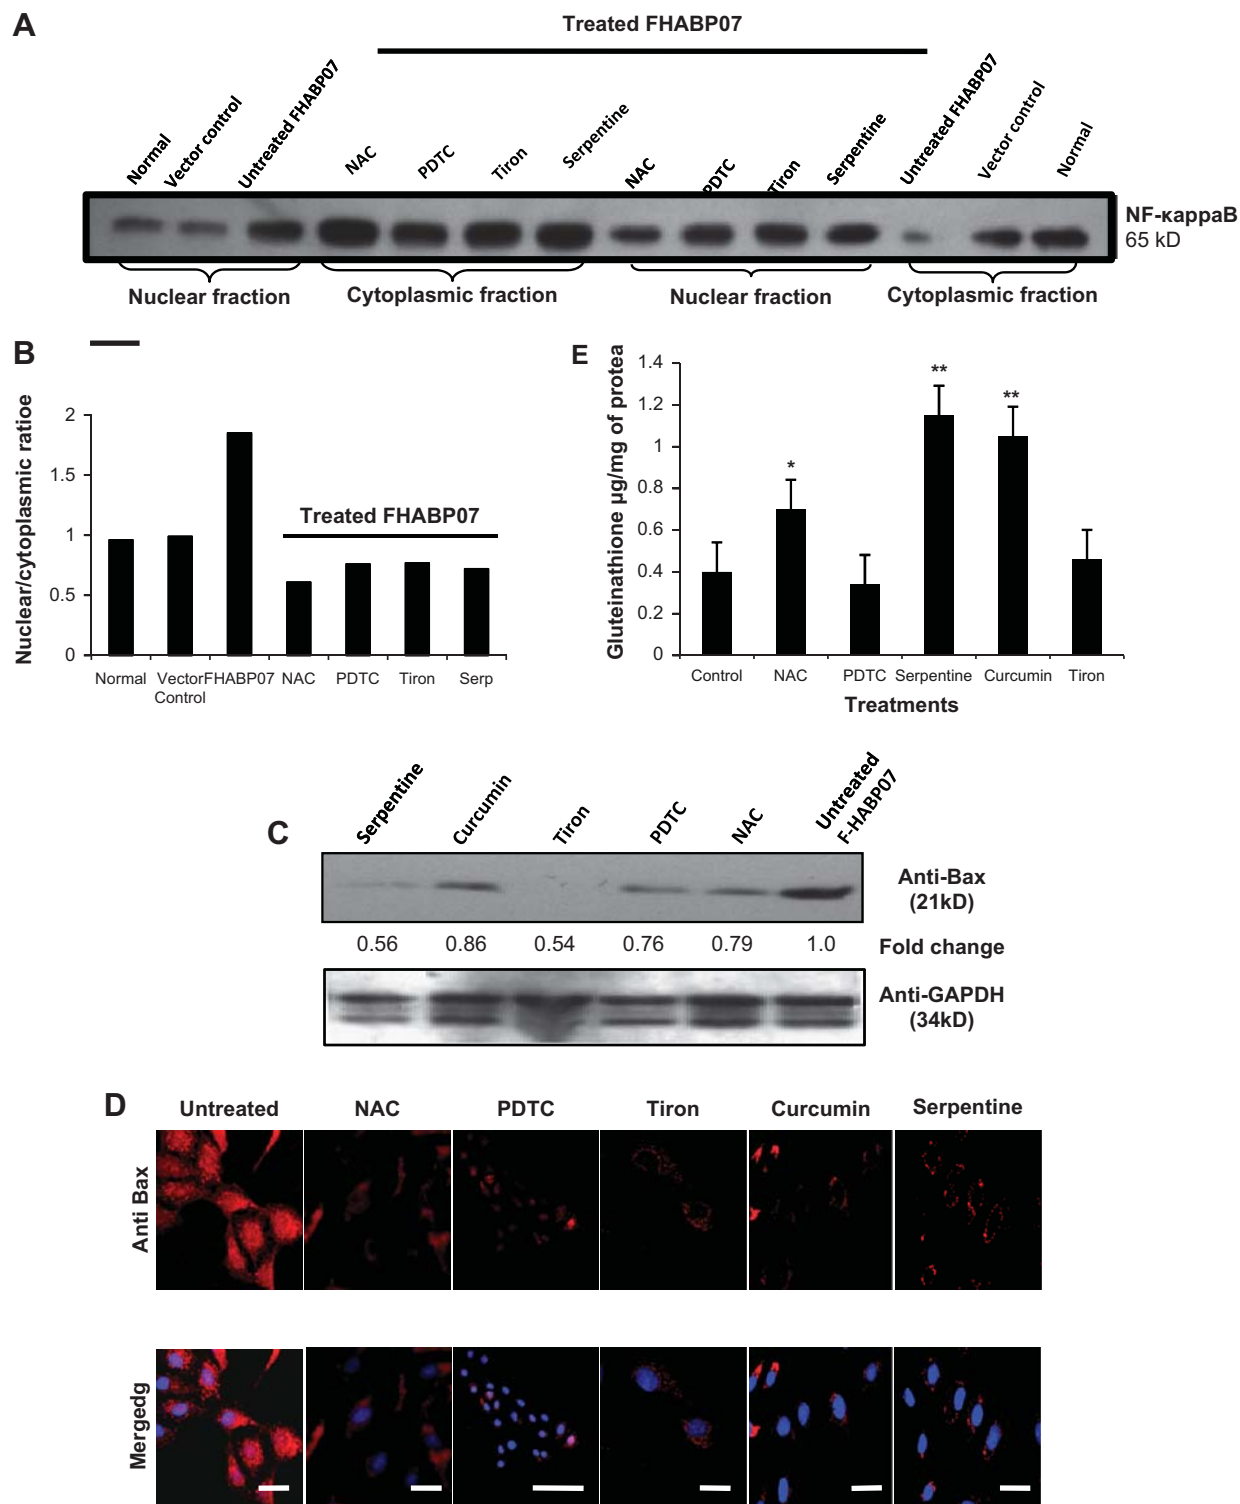 A
Treated FHABP07
Normal
Vector control
Untreated FHABP07
NAC
PDTC
Tiron
Serpentine
NAC
PDTC
Tiron
Serpentine
Untreated FHABP07
Vector control
Normal
NF-κappaB
65 kD
Nuclear fraction
Cytoplasmic fraction
Nuclear fraction
Cytoplasmic fraction
B
Nuclear/cytoplasmic ratioe
2
1.5
1
0.5
0
Treated FHABP07
Normal
Vector
Control
FHABP07
NAC
PDTC
Tiron
Serp
E
Gluteinathione µg/mg of protea
1.4
1.2
1
0.8
0.6
0.4
0.2
0
*
**
**
Control
NAC
PDTC
Serpentine
Curcumin
Tiron
Treatments
C
Serpentine
Curcumin
Tiron
PDTC
NAC
Untreated
F-HABP07
Anti-Bax
(21kD)
0.56 0.86 0.54 0.76 0.79 1.0 Fold change
Anti-GAPDH
(34kD)
D
Untreated NAC PDTC Tiron Curcumin Serpentine
Anti Bax
Mergedg